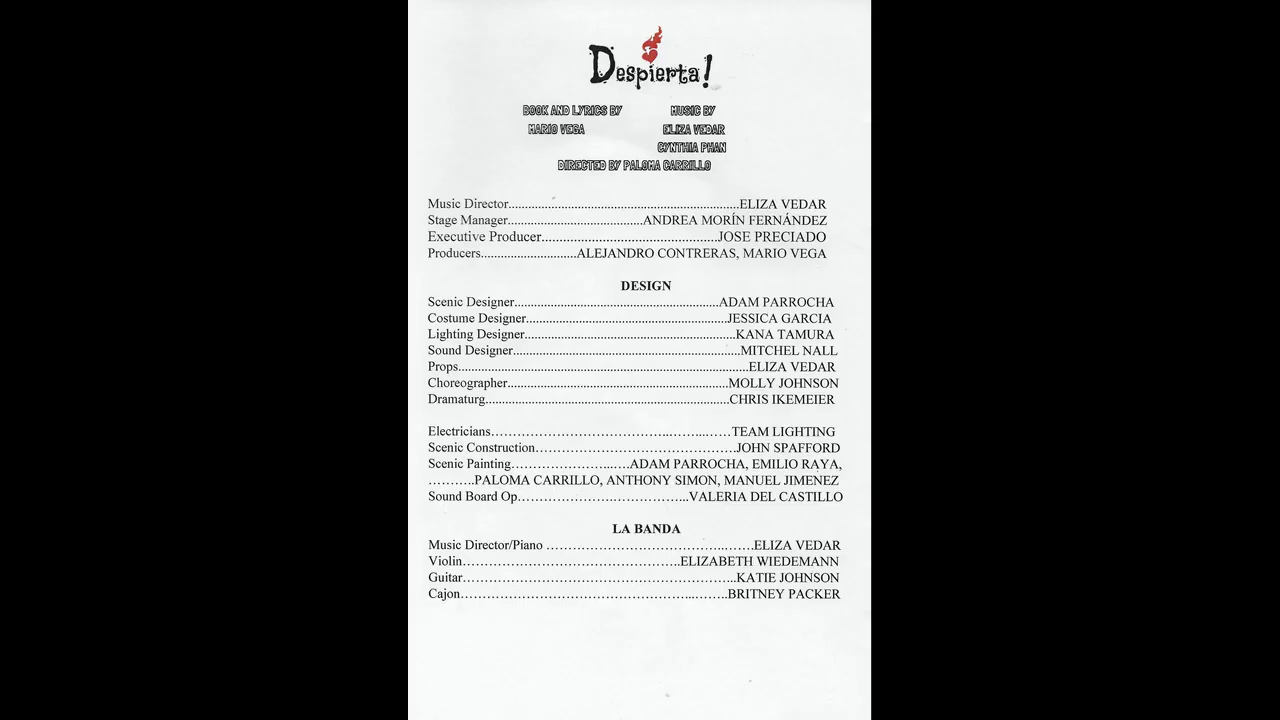 Despierta!
BOOK AND LYRICS BY MUSIC BY
MARIO VEGA ELIZA VEDAR
CYNTHIA PHAN
DIRECTED BY PALOMA CARRILLO
Music Director......................................................................ELIZA VEDAR
Stage Manager.........................................ANDREA MORÍN FERNÁNDEZ
Executive Producer.....................................................JOSE PRECIADO
Producers.............................ALEJANDRO CONTRERAS, MARIO VEGA
DESIGN
Scenic Designer..............................................................ADAM PARROCHA
Costume Designer.............................................................JESSICA GARCIA
Lighting Designer................................................................KANA TAMURA
Sound Designer.....................................................................MITCHEL NALL
Props........................................................................................ELIZA VEDAR
Choreographer...................................................................MOLLY JOHNSON
Dramaturg..........................................................................CHRIS IKEMEIER
Electricians…………………………………..……...……TEAM LIGHTING
Scenic Construction……………………………………….JOHN SPAFFORD
Scenic Painting…………………...….ADAM PARROCHA, EMILIO RAYA,
……….PALOMA CARRILLO, ANTHONY SIMON, MANUEL JIMENEZ
Sound Board Op………………….……………...VALERIA DEL CASTILLO
LA BANDA
Music Director/Piano …………………………………..…….ELIZA VEDAR
Violin……………………………………………..ELIZABETH WIEDEMANN
Guitar………………………………………………………..KATIE JOHNSON
Cajon………………………………………………...…….BRITNEY PACKER